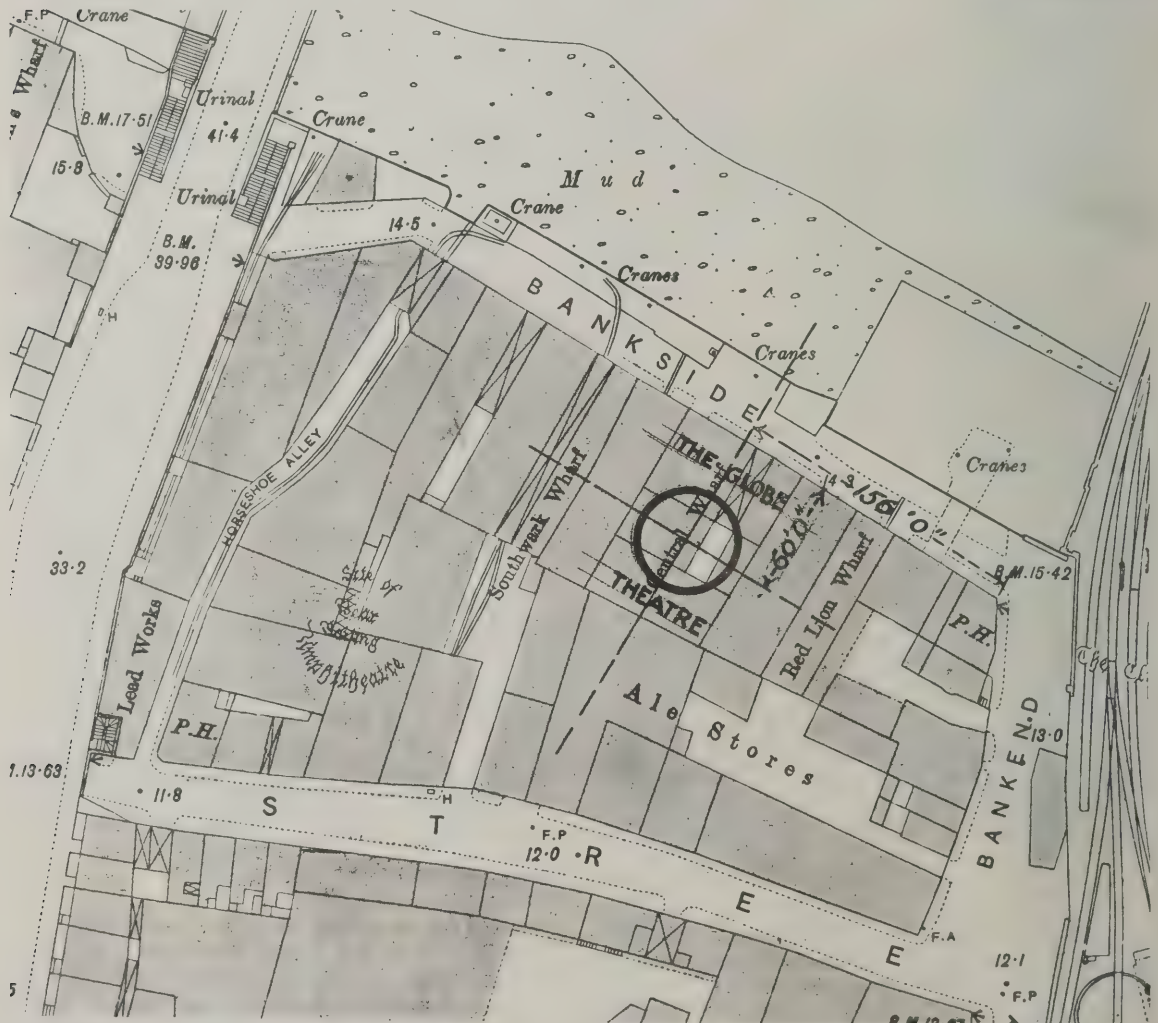 F.P
Crane
Wharf
Urinal
B.M.17·51
41·4
15·8
Crane
Urinal
Mud
Crane
14·5
B.M.
39·96
H
Cranes
BANKSIDE
Cranes
Cranes
THE GLOBE
THEATRE
Central Wharf
60'0"
156'0"
HORSESHOE ALLEY
Southwark Wharf
33·2
Site of
Bear
Baiting
Amphitheatre
Red Lion Wharf
B.M.15·42
P.H.
Lead Works
P.H.
Ale Stores
BANKEND
13·0
13·63
11·8
H
STREE
F.P
12·0
F.A
12·1
F.P